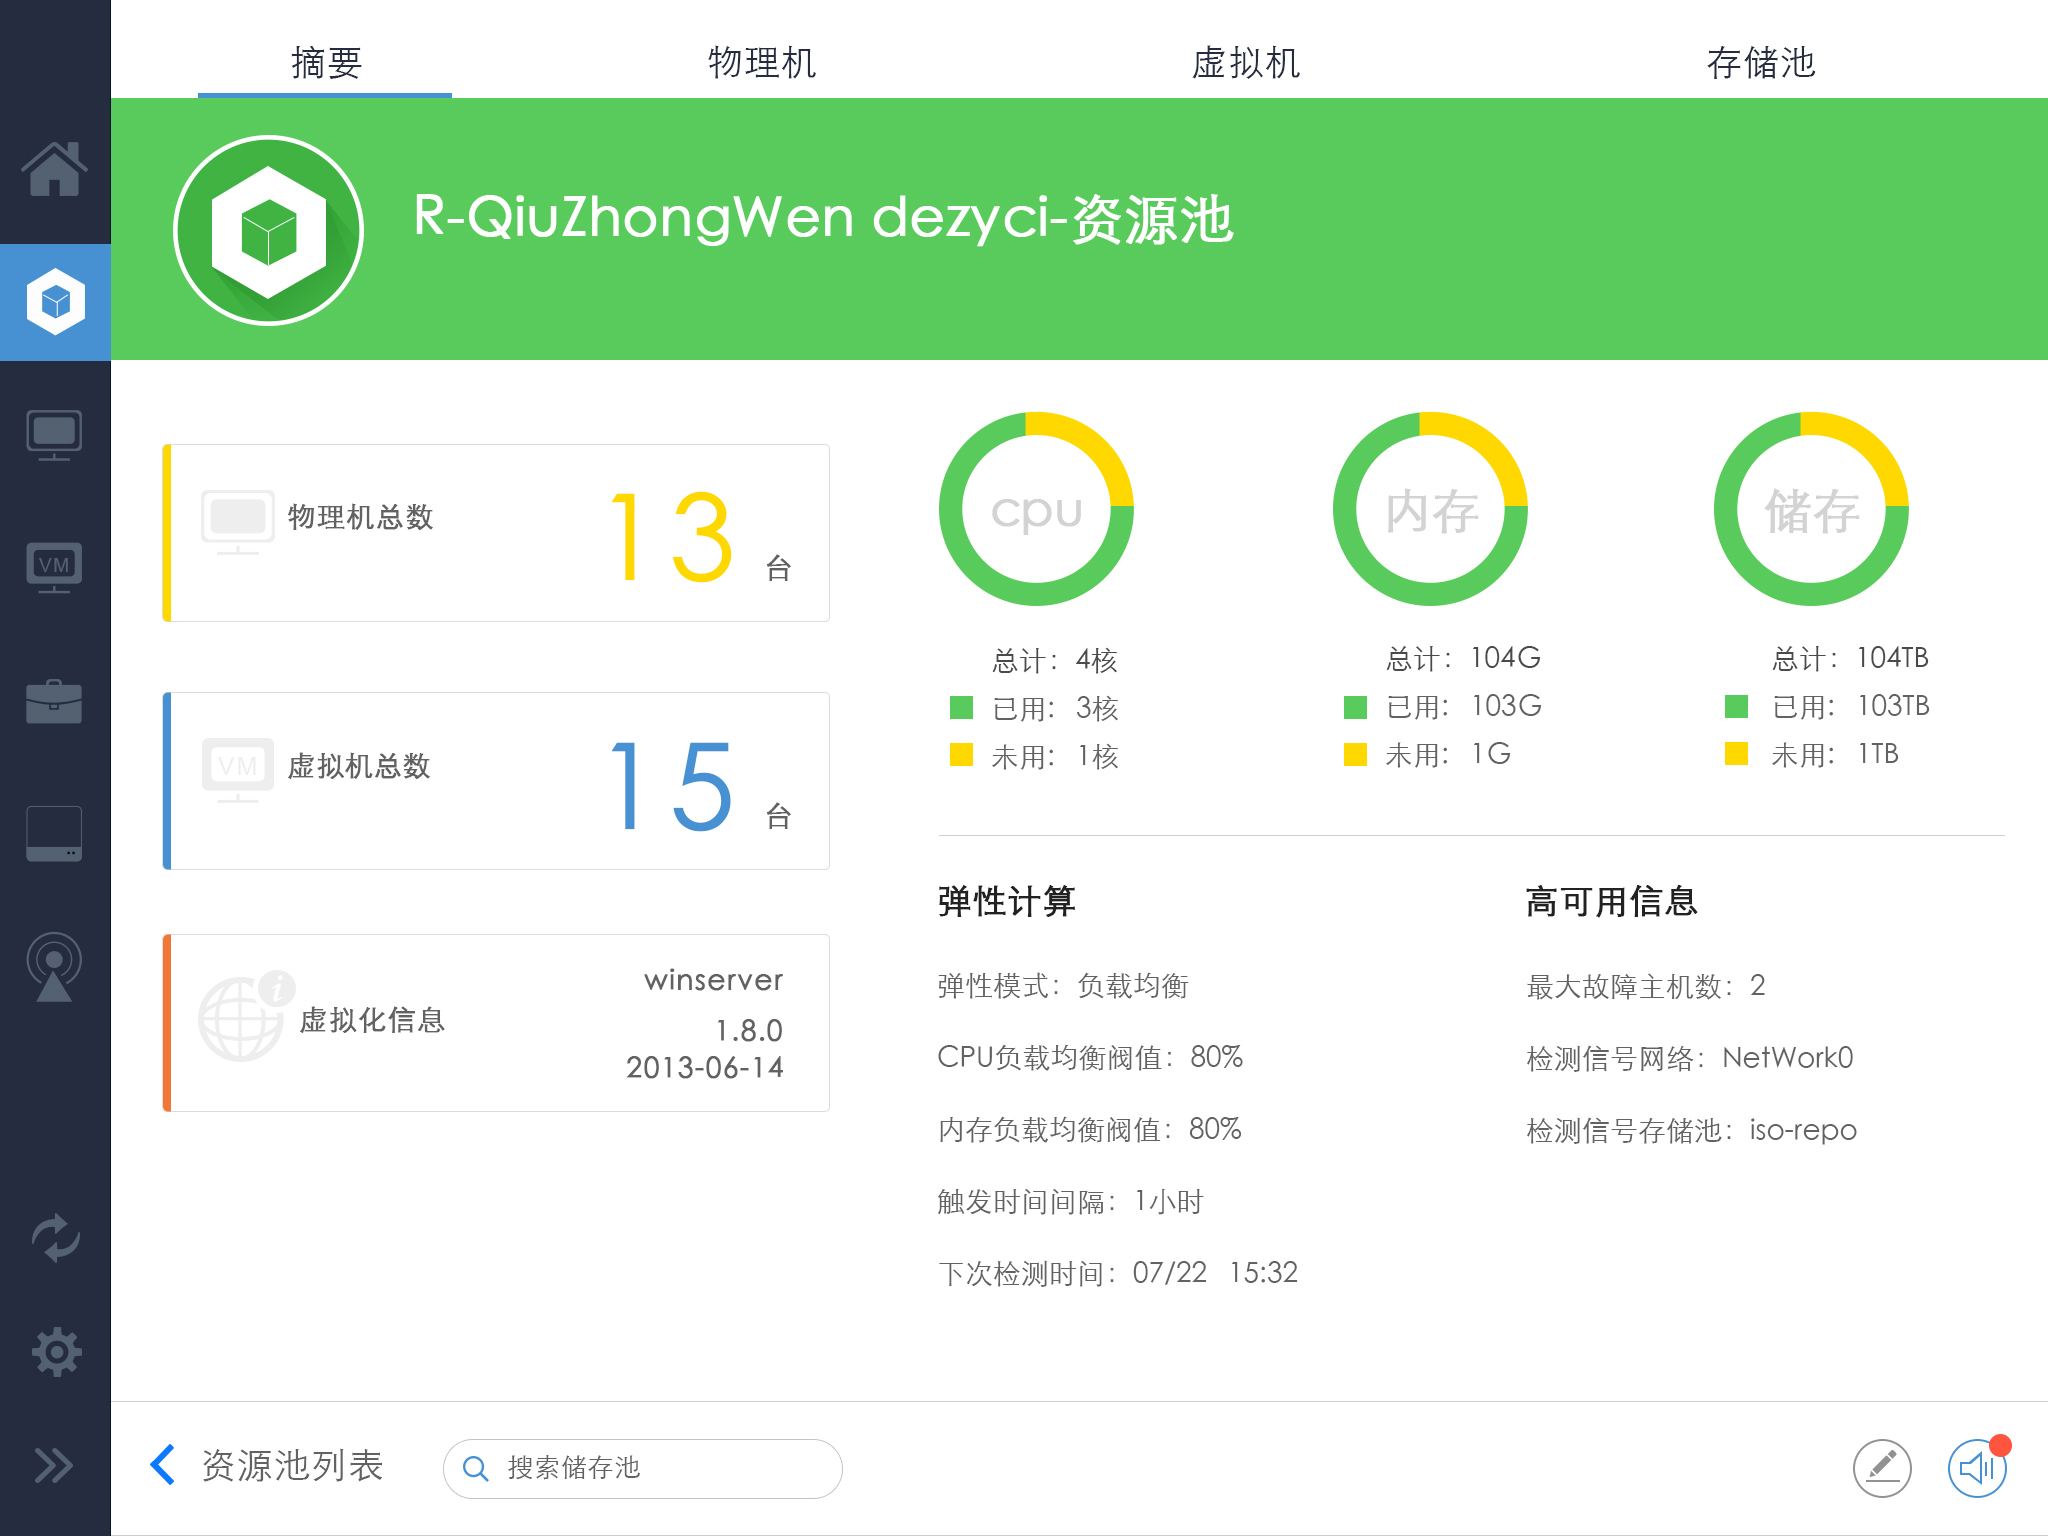 摘要
物理机
虚拟机
存储池
R-QiuZhongWen dezyci-资源池
物理机总数
13 台
VM
虚拟机总数
15 台
VM
虚拟化信息
winserver
1.8.0
2013-06-14
cpu
总计：4核
已用：3核
未用：1核
内存
总计：104G
已用：103G
未用：1G
储存
总计：104TB
已用：103TB
未用：1TB
弹性计算
弹性模式：负载均衡
CPU负载均衡阀值：80%
内存负载均衡阀值：80%
触发时间间隔：1小时
下次检测时间：07/22 15:32
高可用信息
最大故障主机数：2
检测信号网络：NetWork0
检测信号存储池：iso-repo
资源池列表
搜索储存池